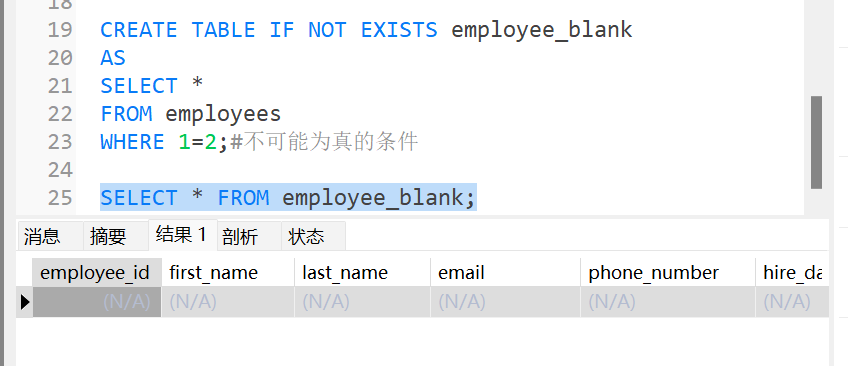 18
19 CREATE TABLE IF NOT EXISTS employee_blank
20 AS
21 SELECT *
22 FROM employees
23 WHERE 1=2;#不可能为真的条件
24
25 SELECT * FROM employee_blank;
消息 摘要 结果 1 剖析 状态
employee_id first_name last_name email phone_number hire_da
(N/A) (N/A) (N/A) (N/A) (N/A) (N/A)